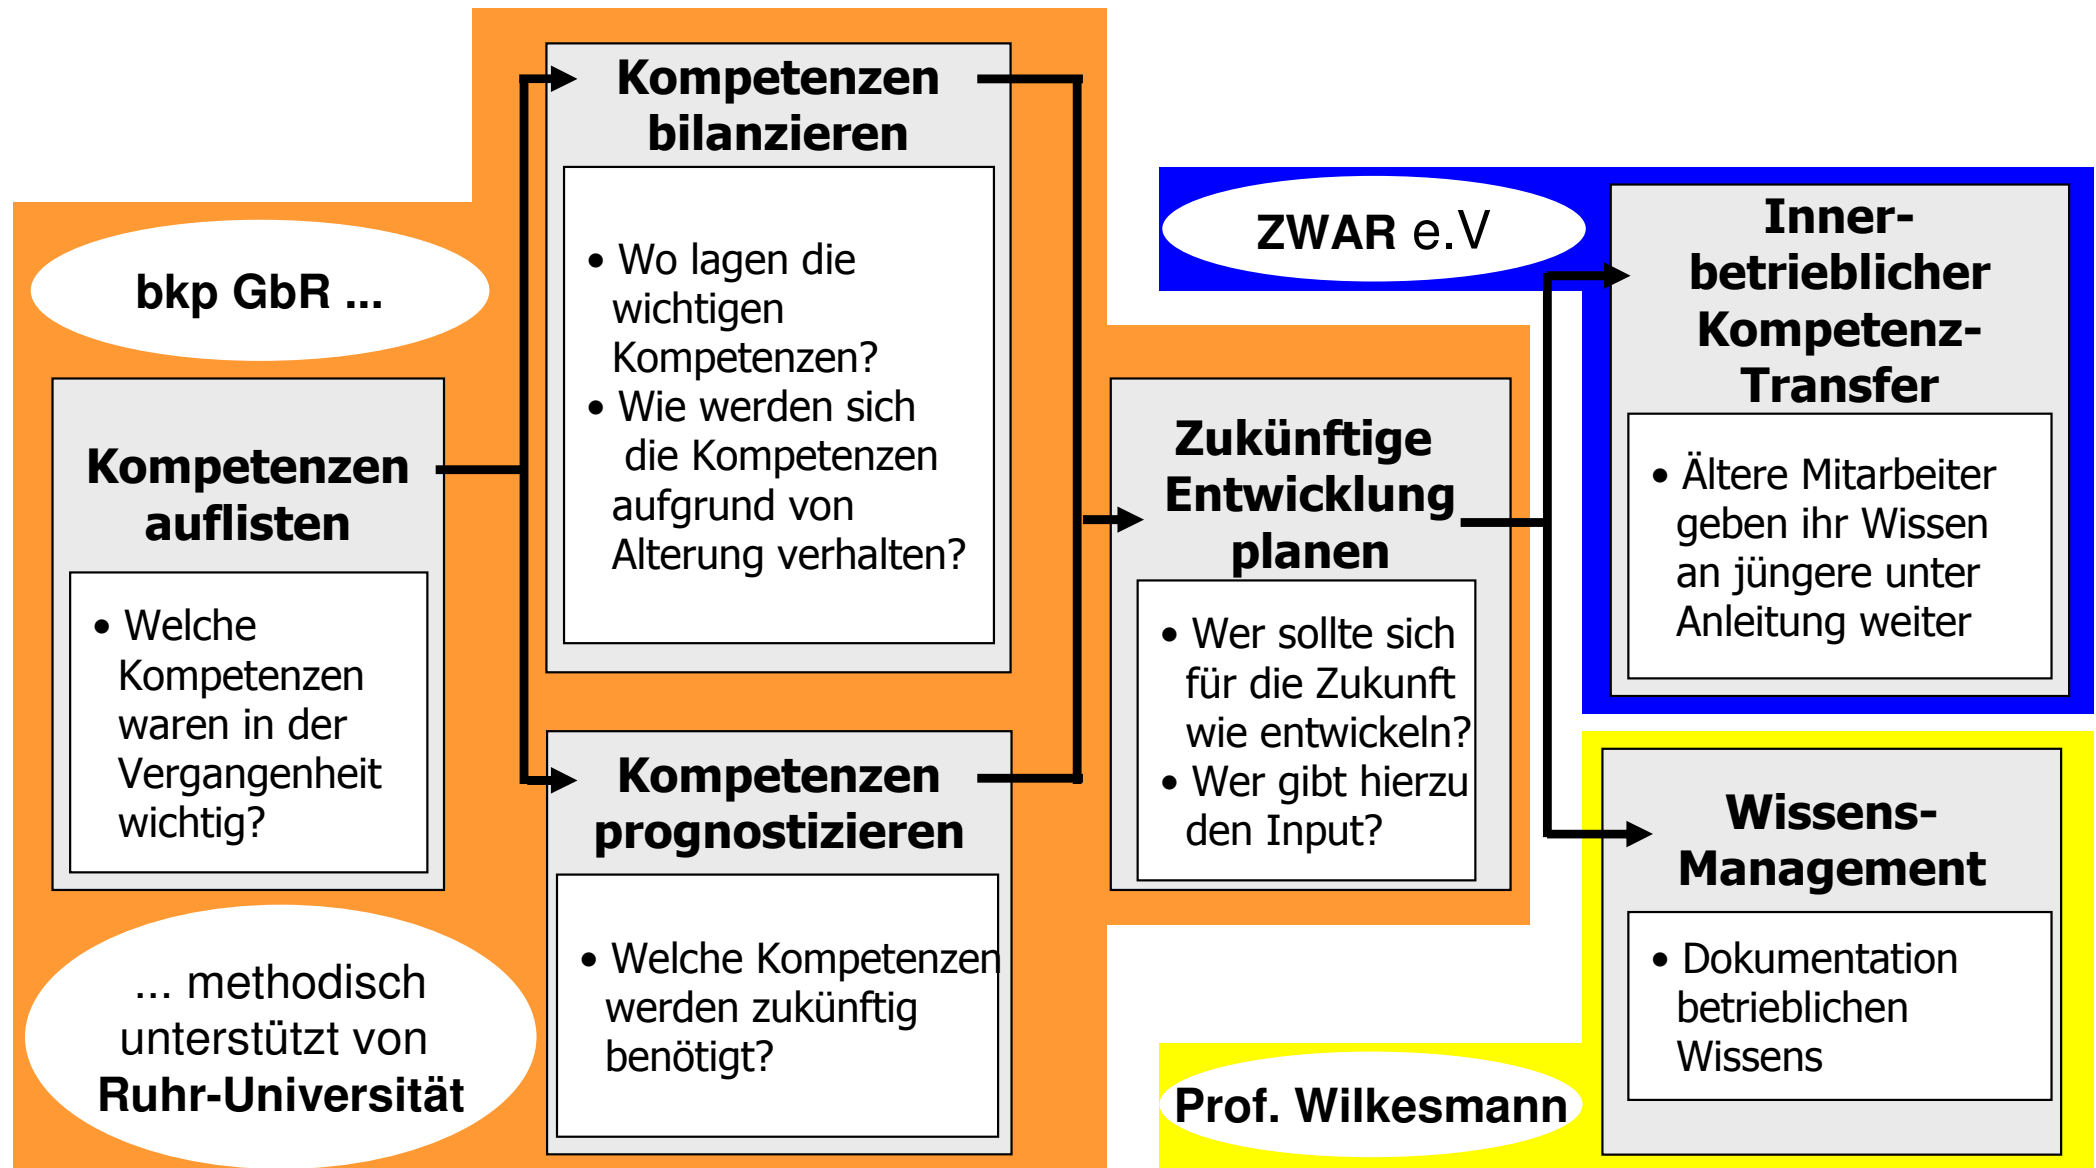 bkp GbR ...
Kompetenzen
auflisten
• Welche
Kompetenzen
waren in der
Vergangenheit
wichtig?
... methodisch
unterstützt von
Ruhr-Universität
Kompetenzen
bilanzieren
• Wo lagen die
wichtigen
Kompetenzen?
• Wie werden sich
die Kompetenzen
aufgrund von
Alterung verhalten?
Kompetenzen
prognostizieren
• Welche Kompetenzen
werden zukünftig
benötigt?
Zukünftige
Entwicklung
planen
• Wer sollte sich
für die Zukunft
wie entwickeln?
• Wer gibt hierzu
den Input?
ZWAR e.V
Inner-
betrieblicher
Kompetenz-
Transfer
• Ältere Mitarbeiter
geben ihr Wissen
an jüngere unter
Anleitung weiter
Wissens-
Management
• Dokumentation
betrieblichen
Wissens
Prof. Wilkesmann